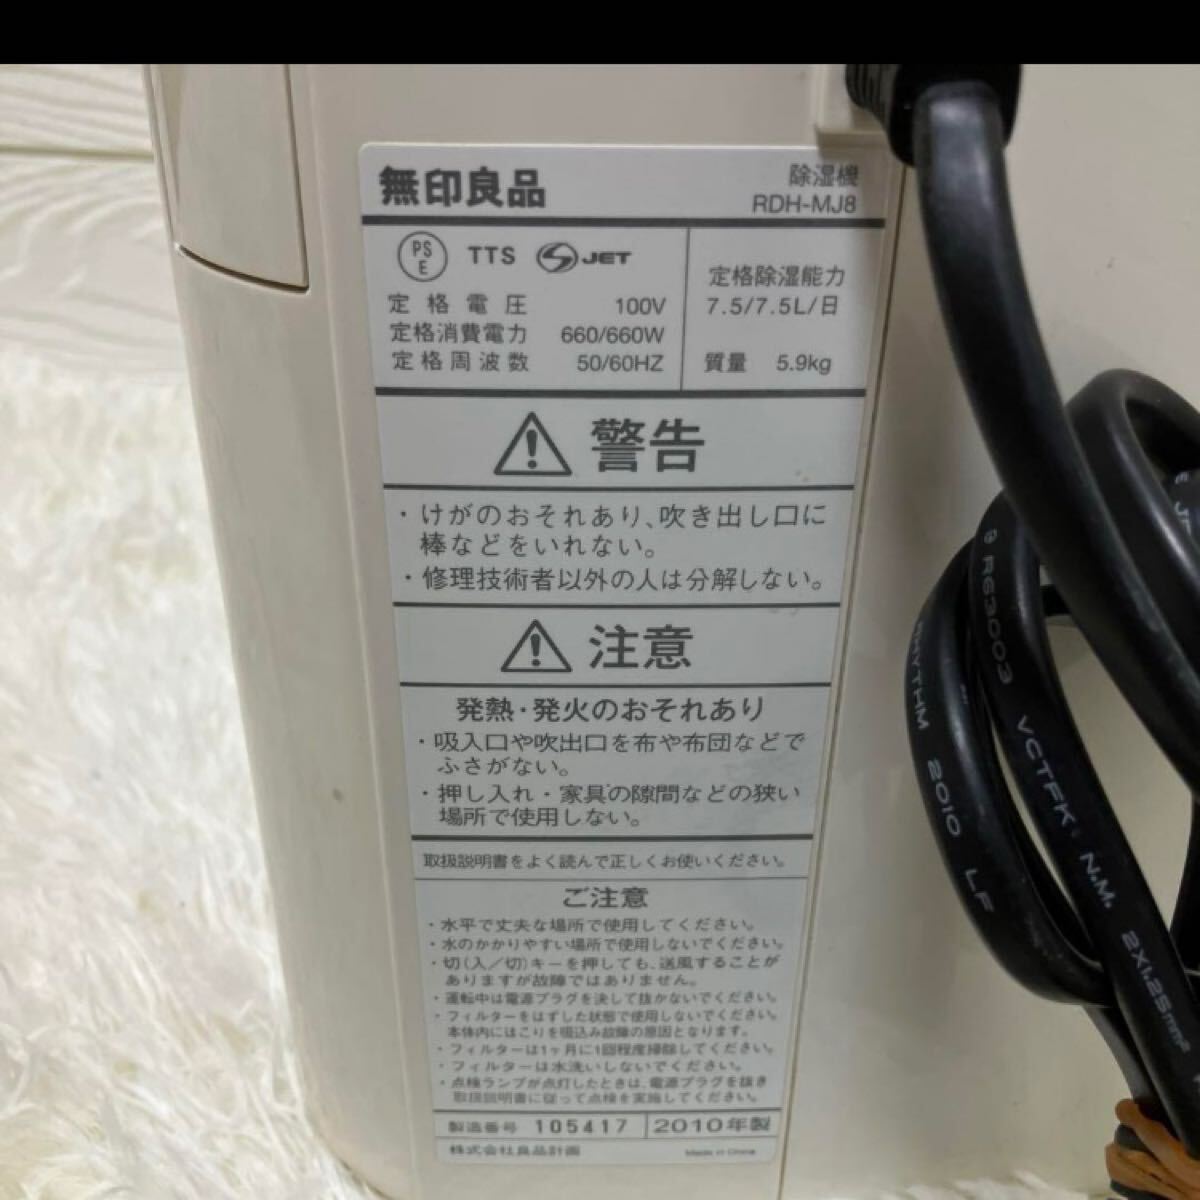 無印良品
除湿機
RDH-MJ8
PS
E
TTS
JET
定格電圧 100V
定格消費電力 660/660W
定格周波数 50/60HZ
定格除湿能力
7.5/7.5L/日
質量 5.9kg
警告
・けがのおそれあり、吹き出し口に
棒などをいれない。
・修理技術者以外の人は分解しない。
注意
発熱・発火のおそれあり
・吸入口や吹出口を布や布団などで
ふさがない。
・押し入れ・家具の隙間などの狭い
場所で使用しない。
取扱説明書をよく読んで正しくお使いください。
ご注意
・水平で丈夫な場所で使用してください。
・水のかかりやすい場所で使用しないでください。
・切(入/切)キーを押しても、送風することが
ありますが故障ではありません。
・運転中は電源プラグを決して抜かないでください。
・フィルターをはずした状態で使用しないでください。
本体内にほこりを吸込み故障の原因となります。
・フィルターは1ヶ月に1回程度掃除してください。
・フィルターは水洗いしないでください。
・点検ランプが点灯したときは、電源プラグを抜き
取扱説明書に従って点検を実施してください。
製造番号 105417 2010年製
株式会社良品計画
Made in China
R63003 VCTFK N.M. 2X1.25mm²
RHYTHM 2010 LF